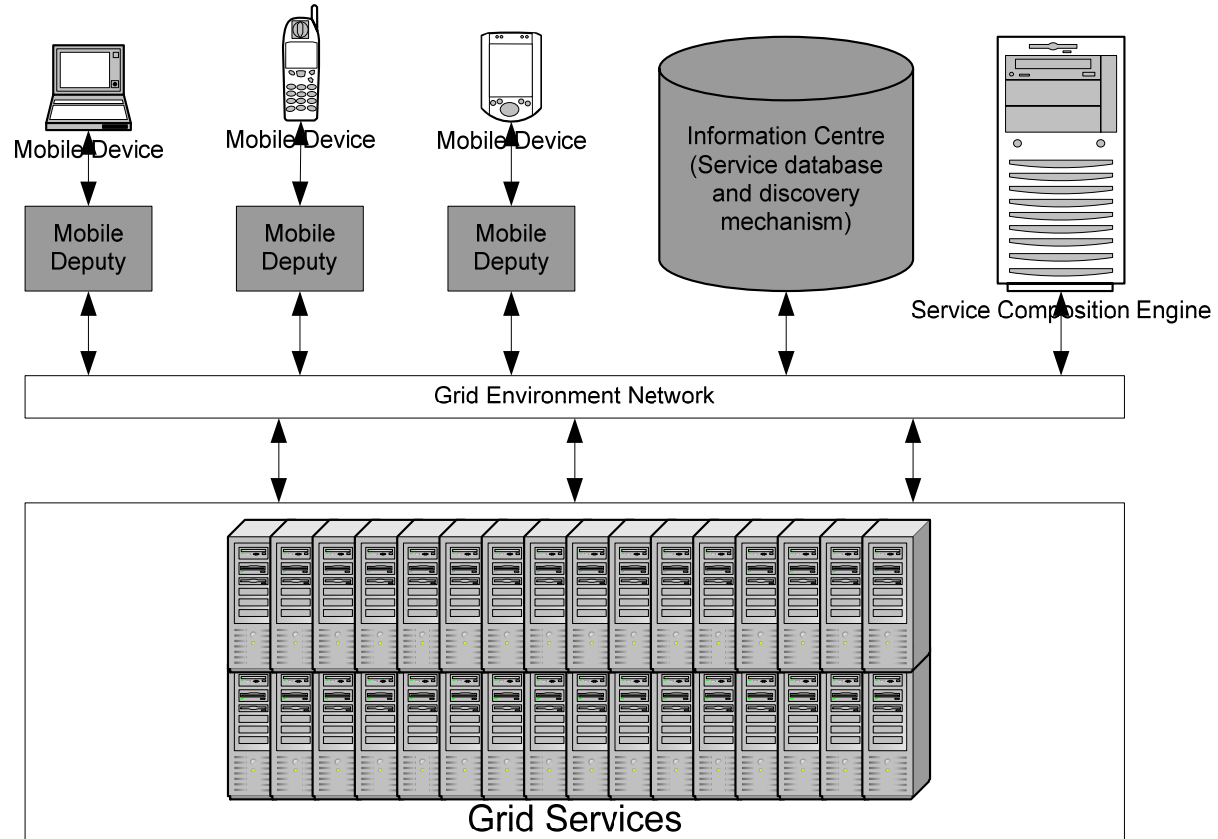 Mobile Device
Mobile Device
Mobile Device
Information Centre
(Service database
and discovery
mechanism)
Mobile
Deputy
Mobile
Deputy
Mobile
Deputy
Service Composition Engine
Grid Environment Network
Grid Services